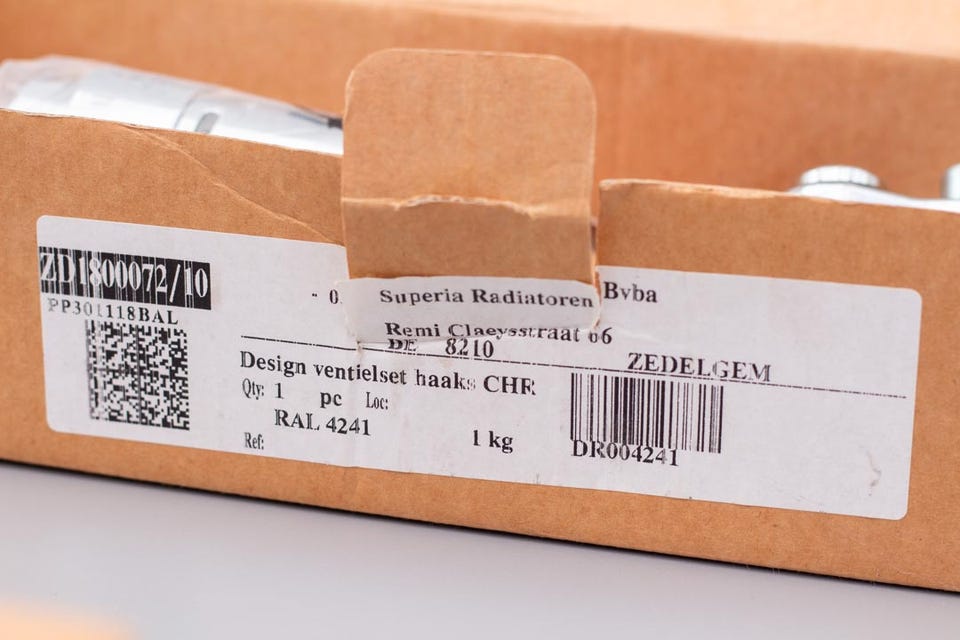 ZD1800072/10
PP301118BAL
- 0
Superia Radiatoren Bvba
Remi Claeysstraat 66
BE 8210 ZEDELGEM
Design ventielset haaks CHR
Qty: 1 pc Loc:
RAL 4241
Ref: 1 kg
DR004241